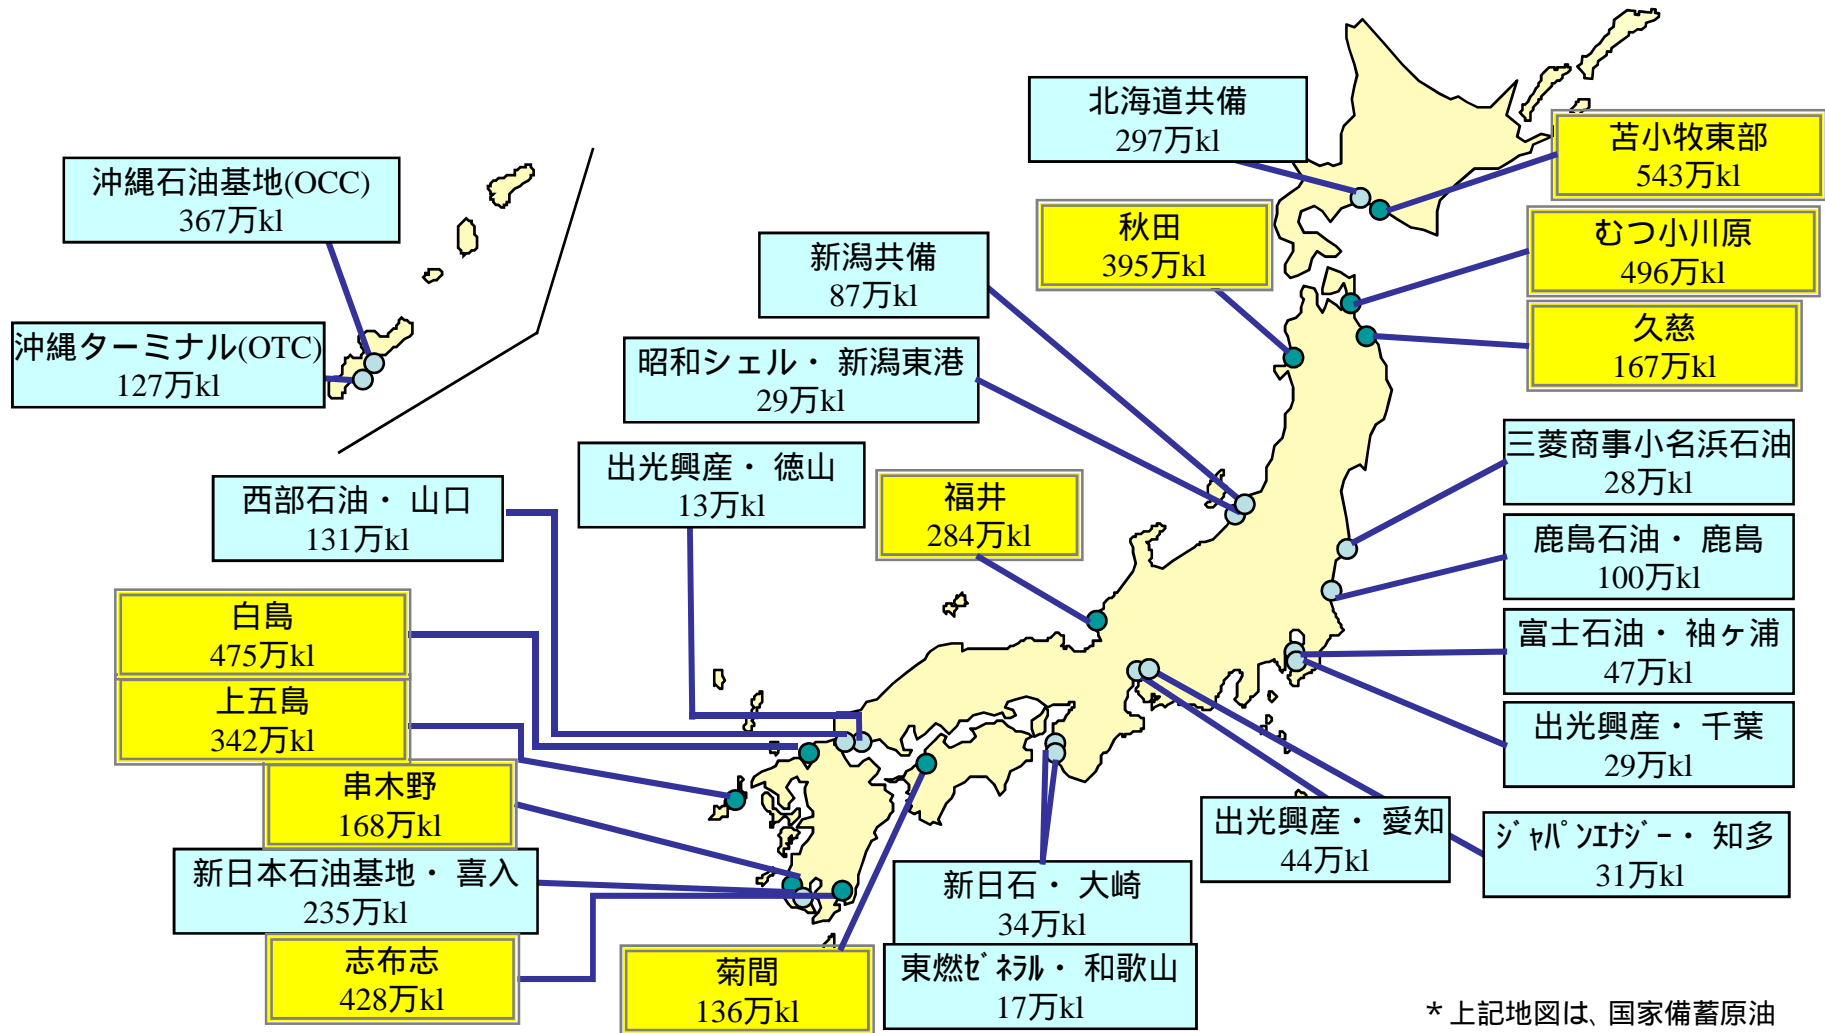 北海道共備
297万kl
苫小牧東部
543万kl
沖縄石油基地(OCC)
367万kl
秋田
395万kl
むつ小川原
496万kl
新潟共備
87万kl
沖縄ターミナル(OTC)
127万kl
久慈
167万kl
昭和シェル・ 新潟東港
29万kl
三菱商事小名浜石油
28万kl
出光興産・ 徳山
13万kl
西部石油・ 山口
131万kl
福井
284万kl
鹿島石油・ 鹿島
100万kl
白島
475万kl
富士石油・ 袖ヶ浦
47万kl
上五島
342万kl
出光興産・ 千葉
29万kl
串木野
168万kl
出光興産・ 愛知
44万kl
ｼﾞｬﾊﾟﾝｴﾅｼﾞｰ・ 知多
31万kl
新日本石油基地・ 喜入
235万kl
新日石・ 大崎
34万kl
志布志
428万kl
菊間
136万kl
東燃ｾﾞﾈﾗﾙ・ 和歌山
17万kl
*上記地図は、国家備蓄原油